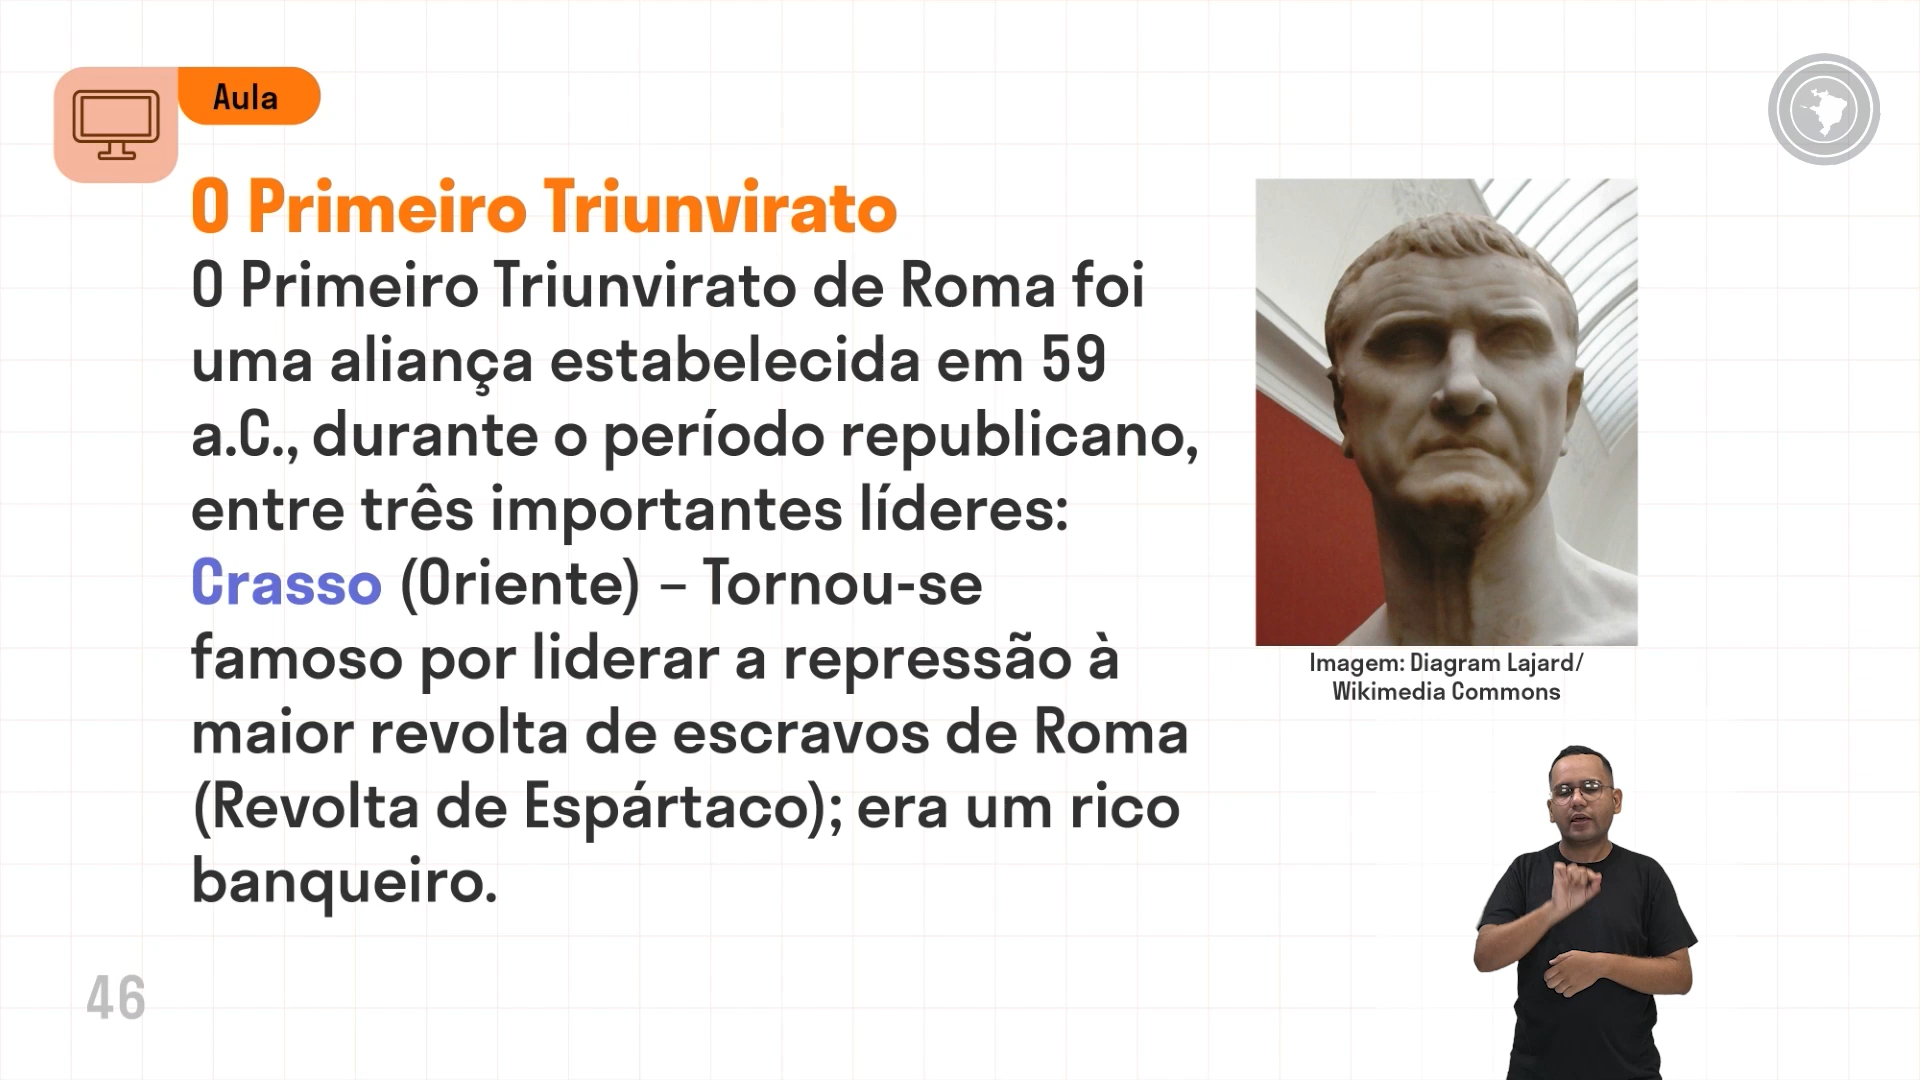 Aula
O Primeiro Triunvirato
O Primeiro Triunvirato de Roma foi
uma aliança estabelecida em 59
a.C., durante o período republicano,
entre três importantes líderes:
Crasso (Oriente) – Tornou-se
famoso por liderar a repressão à
maior revolta de escravos de Roma
(Revolta de Espártaco); era um rico
banqueiro.
Imagem: Diagram Lajard/
Wikimedia Commons
46